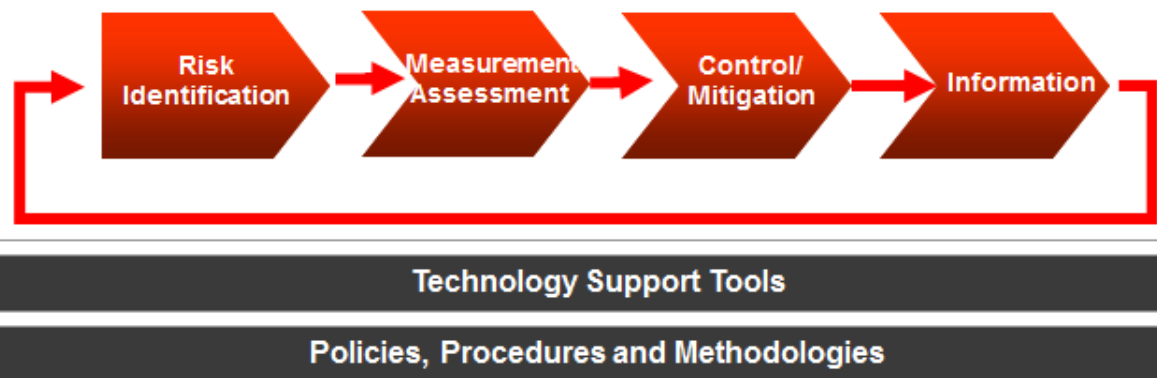 Risk
Identification
Measurement
Assessment
Control/
Mitigation
Information
Technology Support Tools
Policies, Procedures and Methodologies